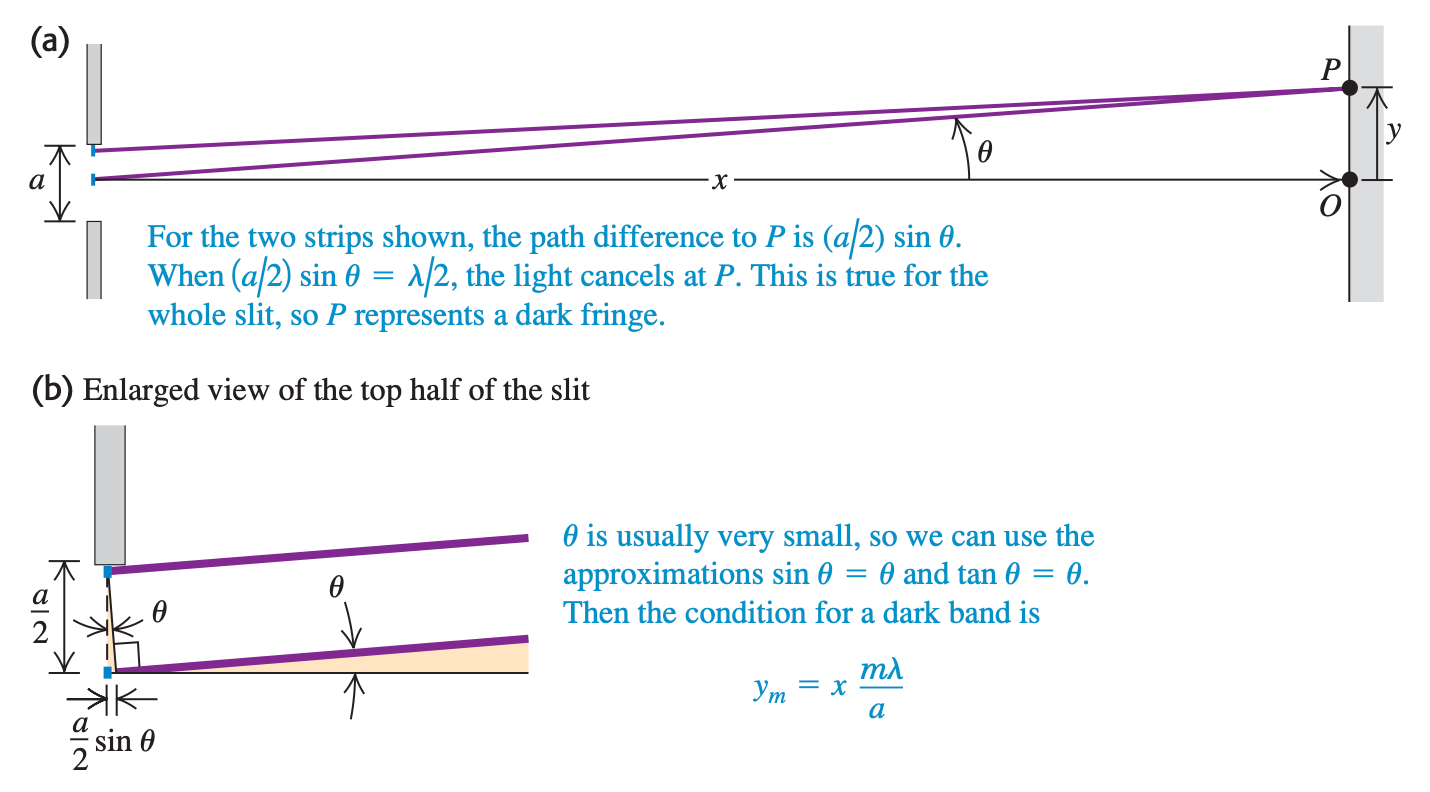 (a)
P
y
θ
a
x
O
For the two strips shown, the path difference to P is (a/2) sin θ.
When (a/2) sin θ = λ/2, the light cancels at P. This is true for the
whole slit, so P represents a dark fringe.
(b) Enlarged view of the top half of the slit
θ is usually very small, so we can use the
approximations sin θ = θ and tan θ = θ.
Then the condition for a dark band is
y_m = x mλ/a
a/2
θ
θ
a/2 sin θ